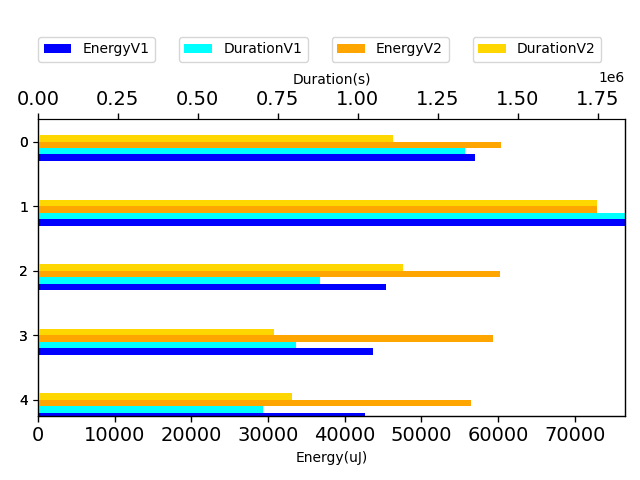 EnergyV1 DurationV1 EnergyV2 DurationV2
Duration(s)
1e6
0.00 0.25 0.50 0.75 1.00 1.25 1.50 1.75
0
1
2
3
4
0 10000 20000 30000 40000 50000 60000 70000
Energy(uJ)